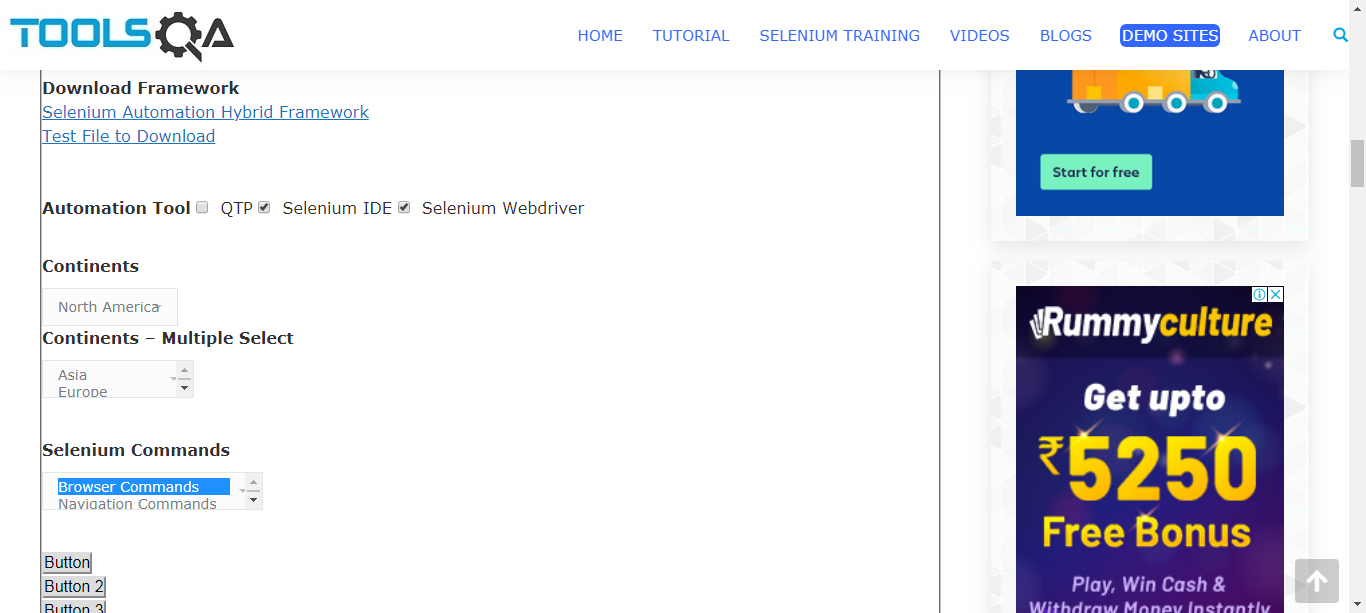 TOOLSQA
HOME TUTORIAL SELENIUM TRAINING VIDEOS BLOGS DEMO SITES ABOUT
Download Framework
Selenium Automation Hybrid Framework
Test File to Download
Automation Tool QTP Selenium IDE Selenium Webdriver
Continents
North America
Continents – Multiple Select
Asia
Europe
Selenium Commands
Browser Commands
Navigation Commands
Button
Button 2
Button 3
Start for free
Rummyculture
Get upto
₹5250
Free Bonus
Play, Win Cash &
Withdraw Money Instantly